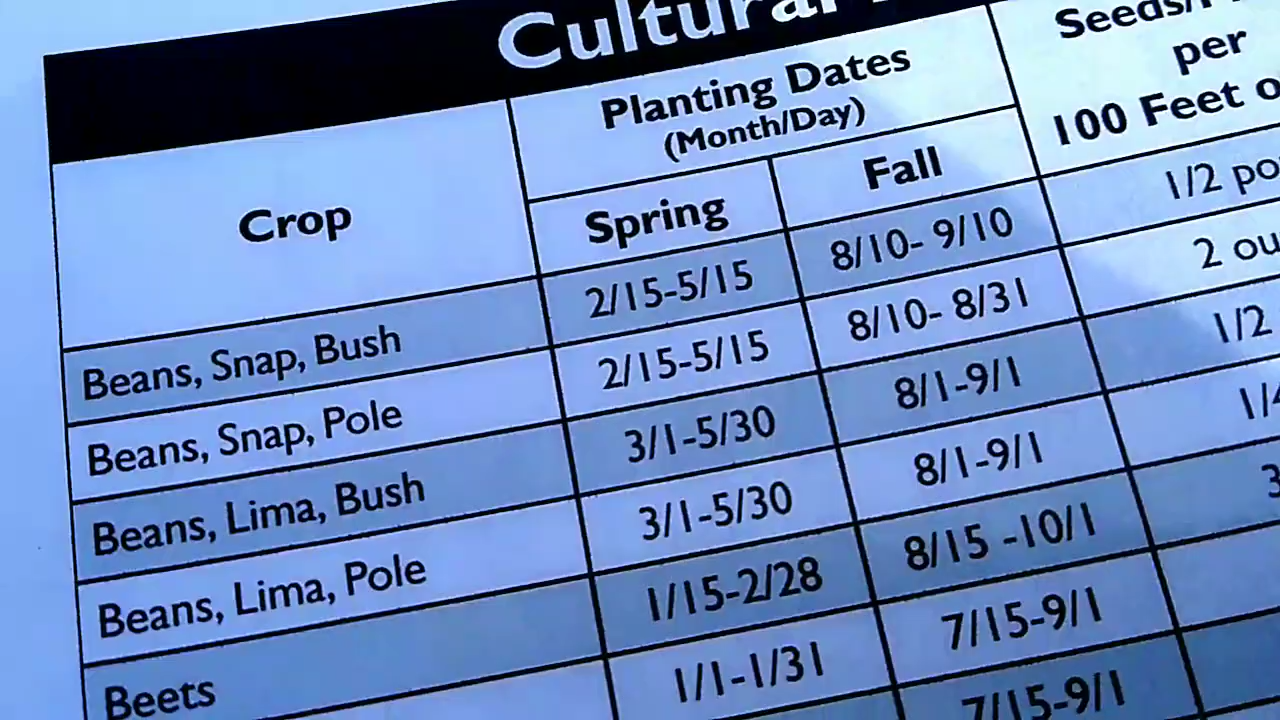 Cultural
Planting Dates
(Month/Day)
Seeds/
per
100 Feet
Crop
Spring
Fall
Beans, Snap, Bush 2/15-5/15 8/10- 9/10 1/2
Beans, Snap, Pole 2/15-5/15 8/10- 8/31 2
Beans, Lima, Bush 3/1-5/30 8/1-9/1 1/2
Beans, Lima, Pole 3/1-5/30 8/1-9/1
Beets 1/15-2/28 8/15 -10/1
1/1-1/31 7/15-9/1
7/15-9/1